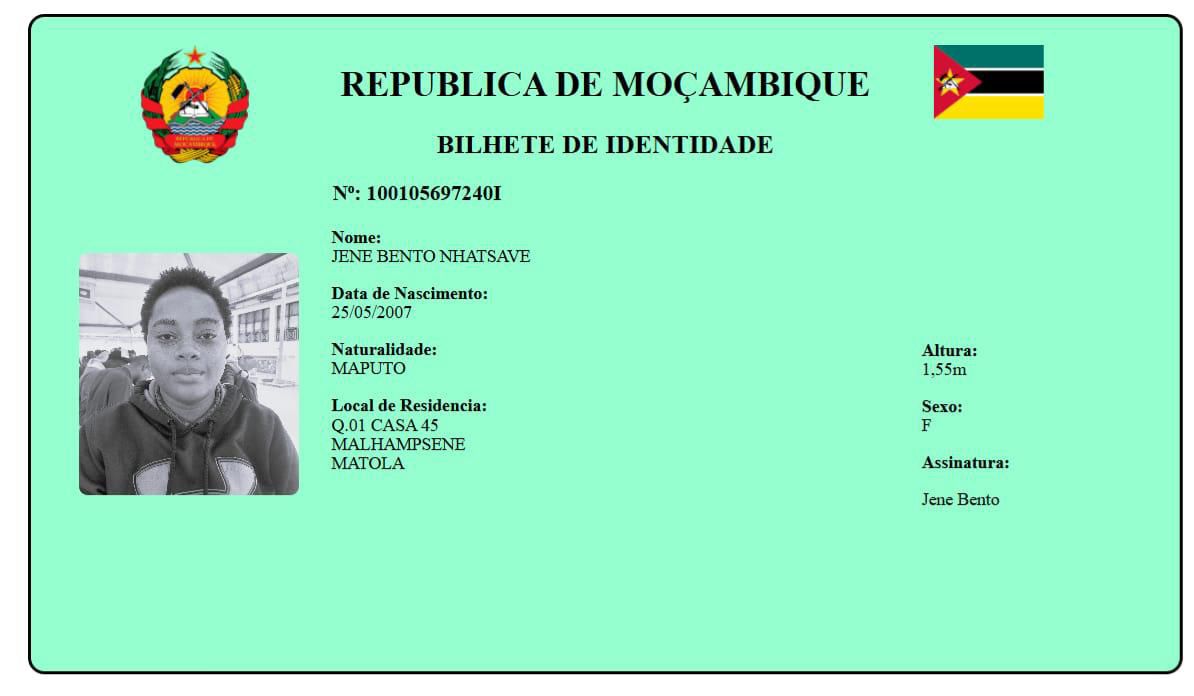 REPUBLICA DE MOÇAMBIQUE
BILHETE DE IDENTIDADE
Nº: 100105697240I
Nome:
JENE BENTO NHATSAVE
Data de Nascimento:
25/05/2007
Naturalidade:
MAPUTO
Local de Residencia:
Q.01 CASA 45
MALHAMPSENE
MATOLA
Altura:
1,55m
Sexo:
F
Assinatura:
Jene Bento